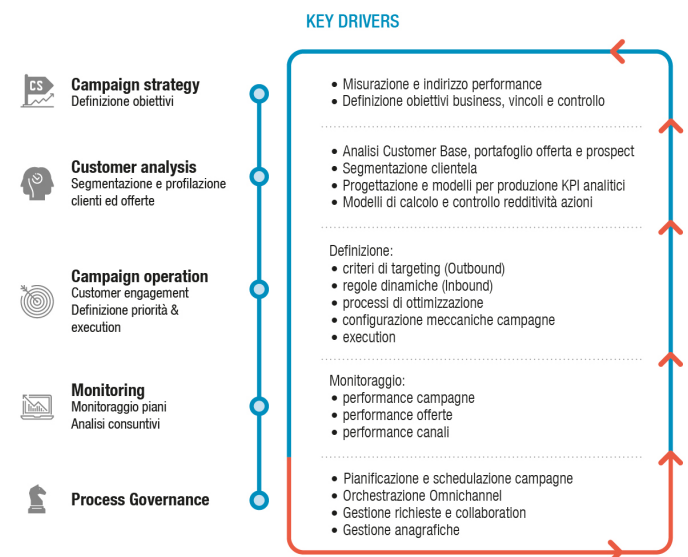 KEY DRIVERS
CS
Campaign strategy
Definizione obiettivi
• Misurazione e indirizzo performance
• Definizione obiettivi business, vincoli e controllo
Customer analysis
Segmentazione e profilazione
clienti ed offerte
• Analisi Customer Base, portafoglio offerta e prospect
• Segmentazione clientela
• Progettazione e modelli per produzione KPI analitici
• Modelli di calcolo e controllo redditività azioni
Campaign operation
Customer engagement
Definizione priorità &
execution
Definizione:
• criteri di targeting (Outbound)
• regole dinamiche (Inbound)
• processi di ottimizzazione
• configurazione meccaniche campagne
• execution
Monitoring
Monitoraggio piani
Analisi consuntivi
Monitoraggio:
• performance campagne
• performance offerte
• performance canali
Process Governance
• Pianificazione e schedulazione campagne
• Orchestrazione Omnichannel
• Gestione richieste e collaboration
• Gestione anagrafiche